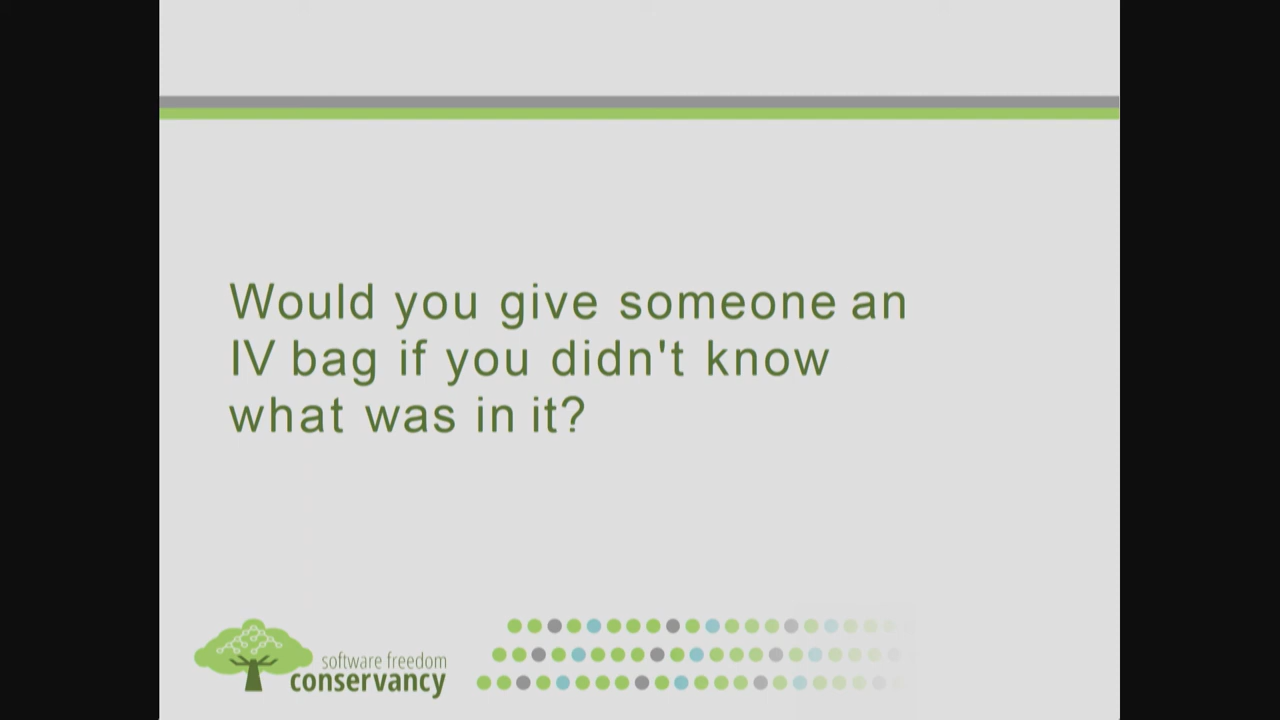 Would you give someone an
IV bag if you didn't know
what was in it?
software freedom
conservancy